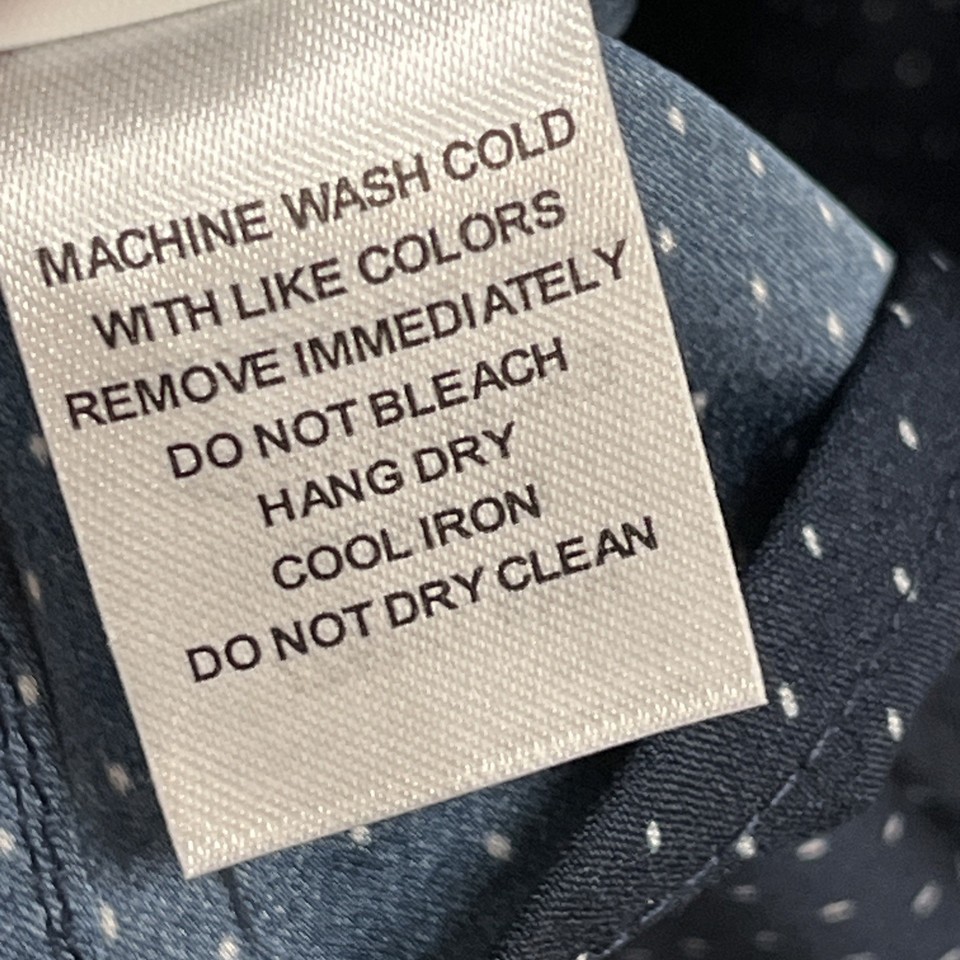 MACHINE WASH COLD
WITH LIKE COLORS
REMOVE IMMEDIATELY
DO NOT BLEACH
HANG DRY
COOL IRON
DO NOT DRY CLEAN